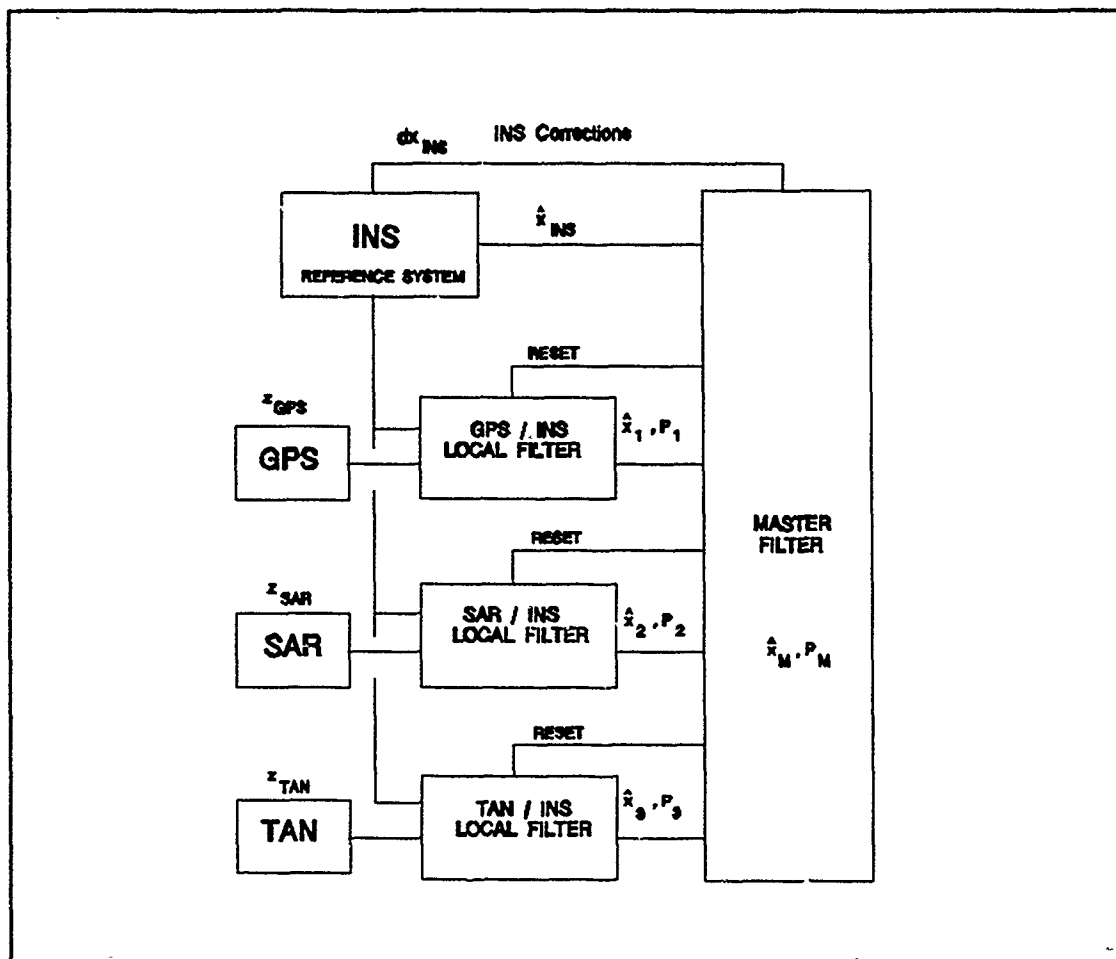 dx INS INS Corrections
INS
REFERENCE SYSTEM
x̂ INS
RESET
z GPS
GPS
GPS / INS
LOCAL FILTER
x̂ 1 , P 1
MASTER
FILTER
RESET
z SAR
SAR
SAR / INS
LOCAL FILTER
x̂ 2 , P 2
x̂ M , P M
RESET
z TAN
TAN
TAN / INS
LOCAL FILTER
x̂ 3 , P 3